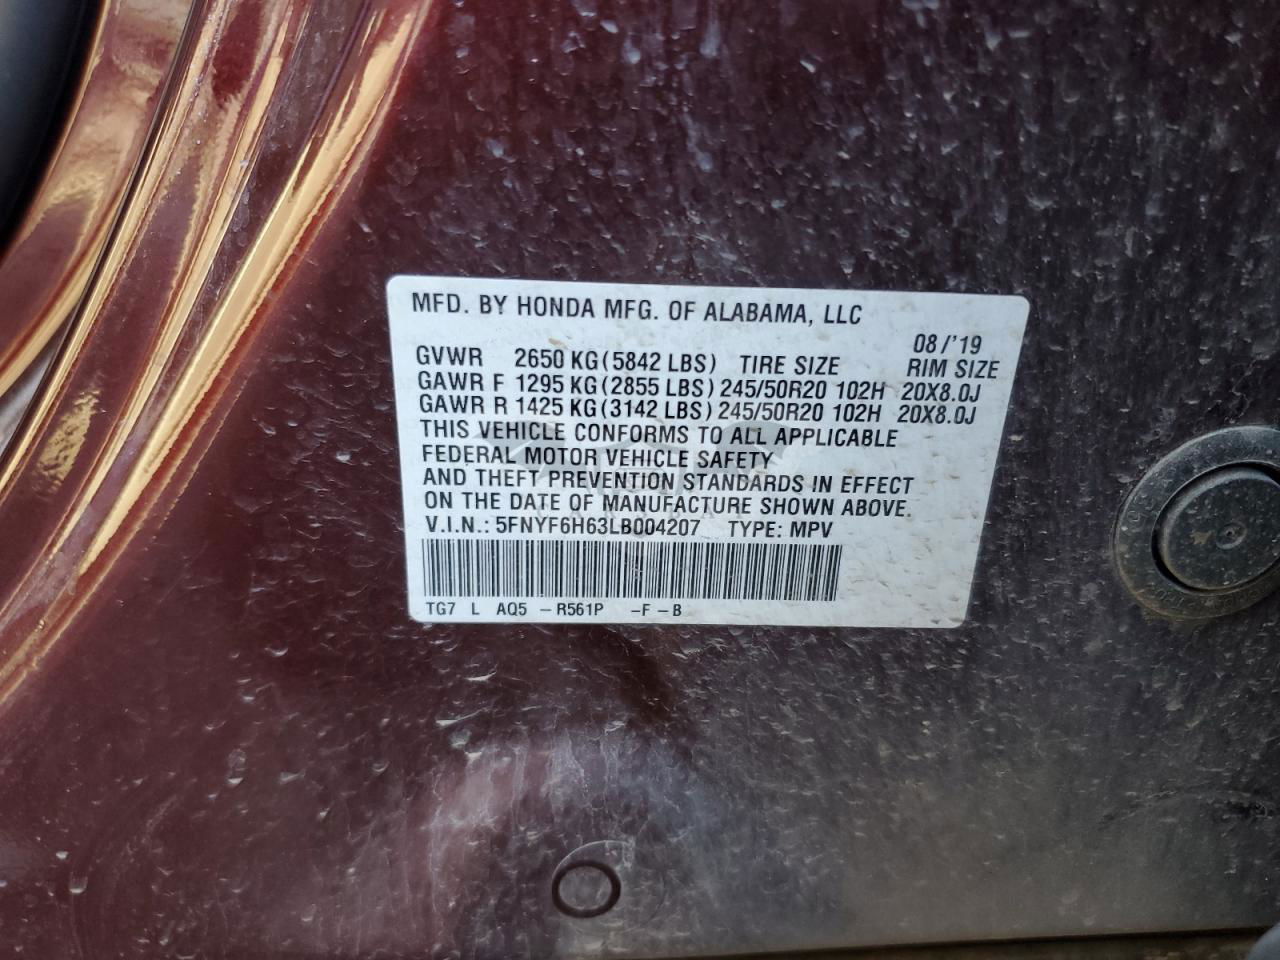 MFD. BY HONDA MFG. OF ALABAMA, LLC
08/'19
GVWR 2650 KG (5842 LBS) TIRE SIZE RIM SIZE
GAWR F 1295 KG (2855 LBS) 245/50R20 102H 20X8.0J
GAWR R 1425 KG (3142 LBS) 245/50R20 102H 20X8.0J
THIS VEHICLE CONFORMS TO ALL APPLICABLE
FEDERAL MOTOR VEHICLE SAFETY
AND THEFT PREVENTION STANDARDS IN EFFECT
ON THE DATE OF MANUFACTURE SHOWN ABOVE.
V.I.N.: 5FNYF6H63LB004207 TYPE: MPV
TG7 L AQ5 -R561P -F-B